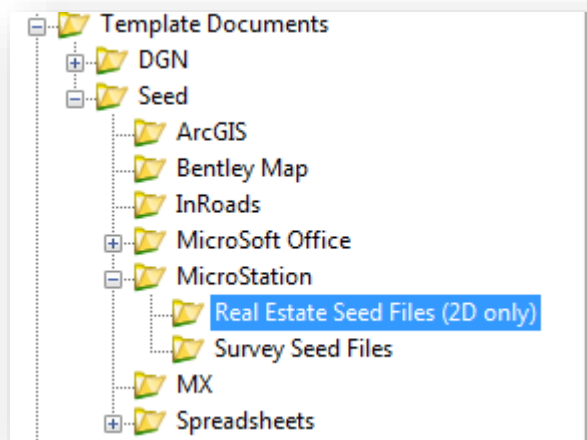 Template Documents
DGN
Seed
ArcGIS
Bentley Map
InRoads
MicroSoft Office
MicroStation
Real Estate Seed Files (2D only)
Survey Seed Files
MX
Spreadsheets